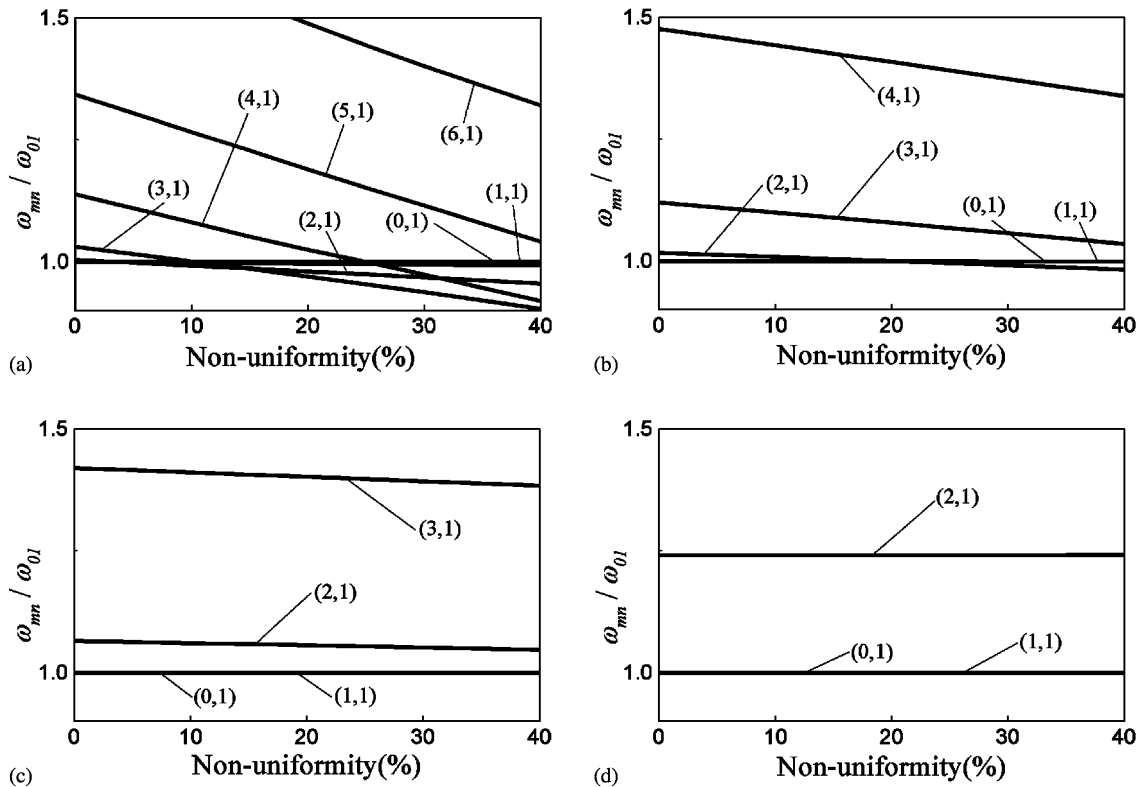 1.5
(4,1)
(5,1)
(6,1)
(3,1)
(2,1)
(0,1)
(1,1)
1.0
ω_mn / ω_01
0 10 20 30 40
Non-uniformity(%)
(a)
1.5
(4,1)
(3,1)
(2,1)
(0,1)
(1,1)
1.0
ω_mn / ω_01
0 10 20 30 40
Non-uniformity(%)
(b)
1.5
(3,1)
(2,1)
1.0
(0,1)
(1,1)
ω_mn / ω_01
0 10 20 30 40
Non-uniformity(%)
(c)
1.5
(2,1)
(0,1)
(1,1)
1.0
ω_mn / ω_01
0 10 20 30 40
Non-uniformity(%)
(d)